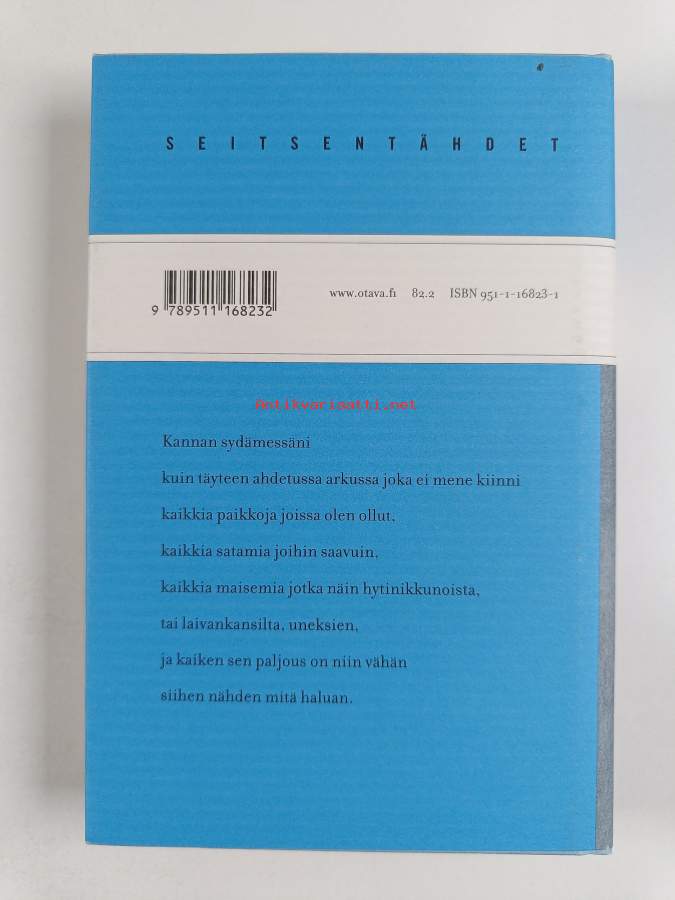 SEITSENTÄHDET
www.otava.fi 82.2 ISBN 951-1-16823-1
9 789511 168232
Antikvariaatti.net
Kannan sydämessäni
kuin täyteen ahdetussa arkussa joka ei mene kiinni
kaikkia paikkoja joissa olen ollut,
kaikkia satamia joihin saavuin,
kaikkia maisemia jotka näin hytinikkunoista,
tai laivankansilta, uneksien,
ja kaiken sen paljous on niin vähän
siihen nähden mitä haluan.